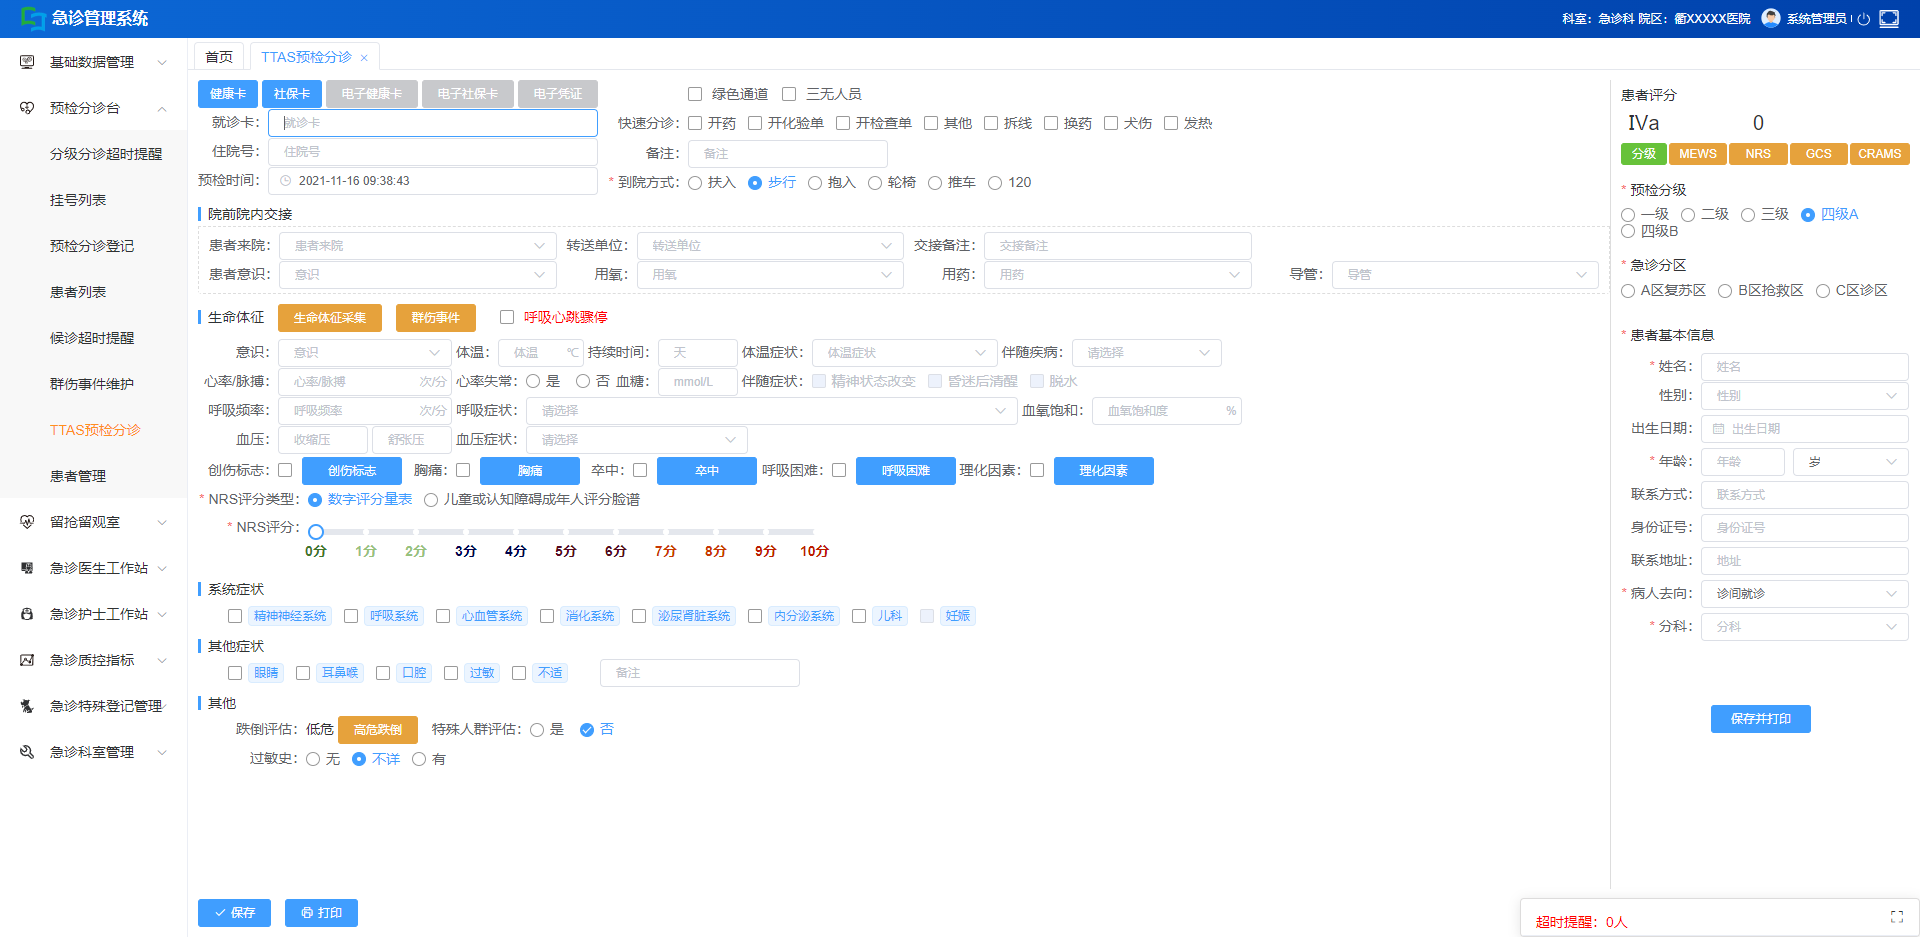 急诊管理系统
科室：急诊科 院区：衢XXXXX医院 系统管理员
基础数据管理
预检分诊台
分级分诊超时提醒
挂号列表
预检分诊登记
患者列表
候诊超时提醒
群伤事件维护
TTAS预检分诊
患者管理
留抢留观室
急诊医生工作站
急诊护士工作站
急诊质控指标
急诊特殊登记管理
急诊科室管理
首页 TTAS预检分诊 ×
健康卡 社保卡 电子健康卡 电子社保卡 电子凭证 绿色通道 三无人员
就诊卡： 就诊卡 快速分诊： 开药 开化验单 开检查单 其他 拆线 换药 犬伤 发热
住院号： 住院号 备注： 备注
预检时间： 2021-11-16 09:38:43 * 到院方式： 扶入 步行 抱入 轮椅 推车 120
院前院内交接
患者来院： 患者来院 转送单位： 转送单位 交接备注： 交接备注
患者意识： 意识 用氧： 用氧 用药： 用药 导管： 导管
生命体征 生命体征采集 群伤事件 呼吸心跳骤停
意识： 意识 体温： 体温 ℃ 持续时间： 天 体温症状： 体温症状 伴随疾病： 请选择
心率/脉搏： 心率/脉搏 次/分 心率失常： 是 否 血糖： mmol/L 伴随症状： 精神状态改变 昏迷后清醒 脱水
呼吸频率： 呼吸频率 次/分 呼吸症状： 请选择 血氧饱和： 血氧饱和度 %
血压： 收缩压 舒张压 血压症状： 请选择
创伤标志： 创伤标志 胸痛： 胸痛 卒中： 卒中 呼吸困难： 呼吸困难 理化因素： 理化因素
* NRS评分类型： 数字评分量表 儿童或认知障碍成年人评分脸谱
* NRS评分：
0分 1分 2分 3分 4分 5分 6分 7分 8分 9分 10分
系统症状
精神神经系统 呼吸系统 心血管系统 消化系统 泌尿肾脏系统 内分泌系统 儿科 妊娠
其他症状
眼睛 耳鼻喉 口腔 过敏 不适 备注
其他
跌倒评估： 低危 高危跌倒 特殊人群评估： 是 否
过敏史： 无 不详 有
保存 打印
患者评分
IVa 0
分级 MEWS NRS GCS CRAMS
* 预检分级
一级 二级 三级 四级A
四级B
* 急诊分区
A区复苏区 B区抢救区 C区诊区
* 患者基本信息
* 姓名： 姓名
性别： 性别
出生日期： 出生日期
* 年龄： 年龄 岁
联系方式： 联系方式
身份证号： 身份证号
联系地址： 地址
* 病人去向： 诊间就诊
* 分科： 分科
保存并打印
超时提醒：0人